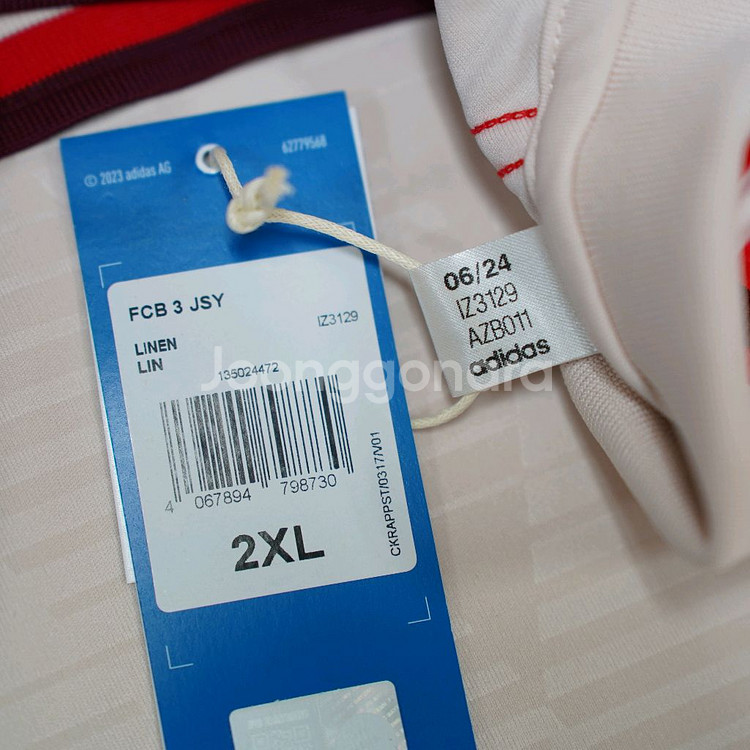 © 2023 adidas AG
62779568
FCB 3 JSY
IZ3129
LINEN
LIN
135024472
4 067894 798730
2XL
CKRAPPST/0317/V01
06/24
IZ3129
AZB011
adidas
Joonggonara